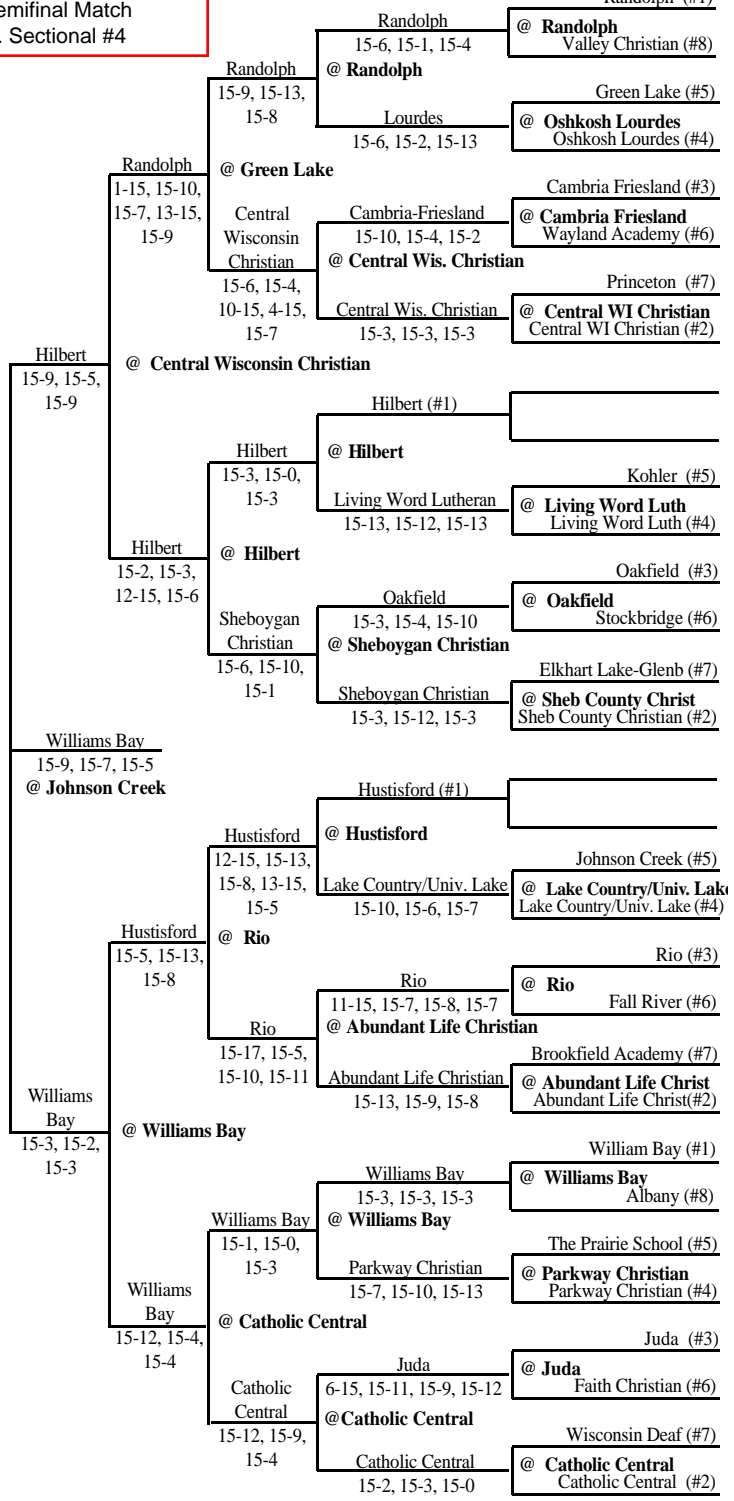 emifinal Match
. Sectional #4
Randolph (#1)
Randolph
15-6, 15-1, 15-4
@ Randolph
Valley Christian (#8)
Randolph
15-9, 15-13,
15-8
@ Randolph
Green Lake (#5)
Lourdes
15-6, 15-2, 15-13
@ Oshkosh Lourdes
Oshkosh Lourdes (#4)
Randolph
1-15, 15-10,
15-7, 13-15,
15-9
@ Green Lake
Cambria Friesland (#3)
Cambria-Friesland
15-10, 15-4, 15-2
@ Cambria Friesland
Wayland Academy (#6)
Central
Wisconsin
Christian
15-6, 15-4,
10-15, 4-15,
15-7
@ Central Wis. Christian
Princeton (#7)
Central Wis. Christian
15-3, 15-3, 15-3
@ Central WI Christian
Central WI Christian (#2)
Hilbert
15-9, 15-5,
15-9
@ Central Wisconsin Christian
Hilbert (#1)
Hilbert
15-3, 15-0,
15-3
@ Hilbert
Kohler (#5)
Living Word Lutheran
15-13, 15-12, 15-13
@ Living Word Luth
Living Word Luth (#4)
Hilbert
15-2, 15-3,
12-15, 15-6
@ Hilbert
Oakfield (#3)
Oakfield
15-3, 15-4, 15-10
@ Oakfield
Stockbridge (#6)
Sheboygan
Christian
15-6, 15-10,
15-1
@ Sheboygan Christian
Elkhart Lake-Glenb (#7)
Sheboygan Christian
15-3, 15-12, 15-3
@ Sheb County Christ
Sheb County Christian (#2)
Williams Bay
15-9, 15-7, 15-5
@ Johnson Creek
Hustisford (#1)
Hustisford
12-15, 15-13,
15-8, 13-15,
15-5
@ Hustisford
Johnson Creek (#5)
Lake Country/Univ. Lake
15-10, 15-6, 15-7
@ Lake Country/Univ. Lake
Lake Country/Univ. Lake (#4)
Hustisford
15-5, 15-13,
15-8
@ Rio
Rio (#3)
Rio
11-15, 15-7, 15-8, 15-7
@ Rio
Fall River (#6)
Rio
15-17, 15-5,
15-10, 15-11
@ Abundant Life Christian
Brookfield Academy (#7)
Abundant Life Christian
15-13, 15-9, 15-8
@ Abundant Life Christ
Abundant Life Christ(#2)
Williams
Bay
15-3, 15-2,
15-3
@ Williams Bay
William Bay (#1)
Williams Bay
15-3, 15-3, 15-3
@ Williams Bay
Albany (#8)
Williams Bay
15-1, 15-0,
15-3
@ Williams Bay
The Prairie School (#5)
Parkway Christian
15-7, 15-10, 15-13
@ Parkway Christian
Parkway Christian (#4)
Williams
Bay
15-12, 15-4,
15-4
@ Catholic Central
Juda (#3)
Juda
6-15, 15-11, 15-9, 15-12
@ Juda
Faith Christian (#6)
Catholic
Central
15-12, 15-9,
15-4
@Catholic Central
Wisconsin Deaf (#7)
Catholic Central
15-2, 15-3, 15-0
@ Catholic Central
Catholic Central (#2)